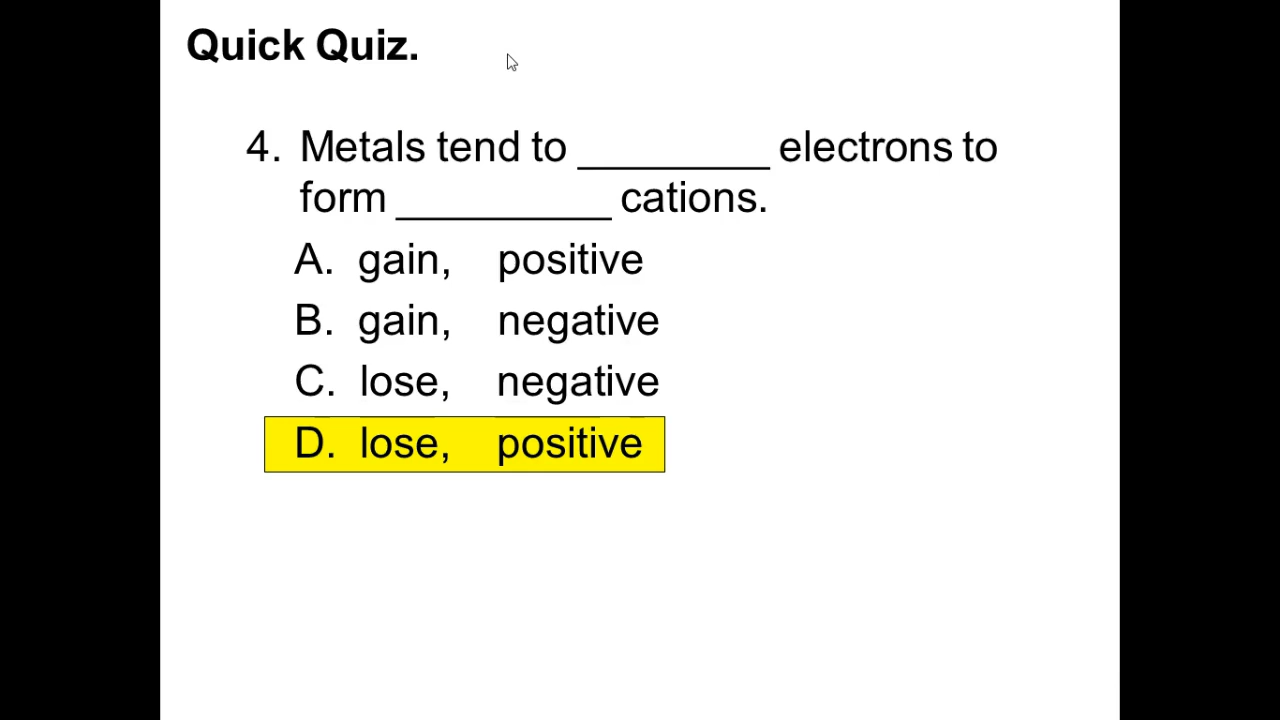 Quick Quiz.
4. Metals tend to ________ electrons to
form _________ cations.
A. gain, positive
B. gain, negative
C. lose, negative
D. lose, positive